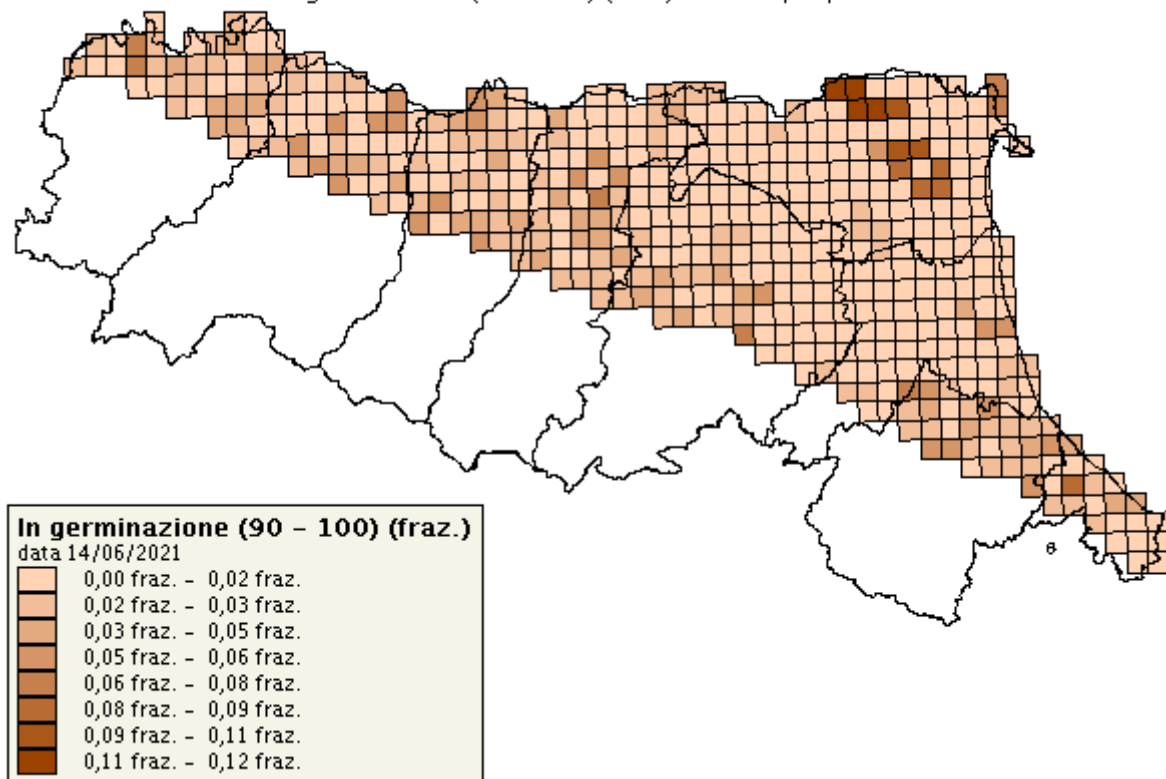 In germinazione (90 – 100) (fraz.)
data 14/06/2021
0,00 fraz. – 0,02 fraz.
0,02 fraz. – 0,03 fraz.
0,03 fraz. – 0,05 fraz.
0,05 fraz. – 0,06 fraz.
0,06 fraz. – 0,08 fraz.
0,08 fraz. – 0,09 fraz.
0,09 fraz. – 0,11 fraz.
0,11 fraz. – 0,12 fraz.